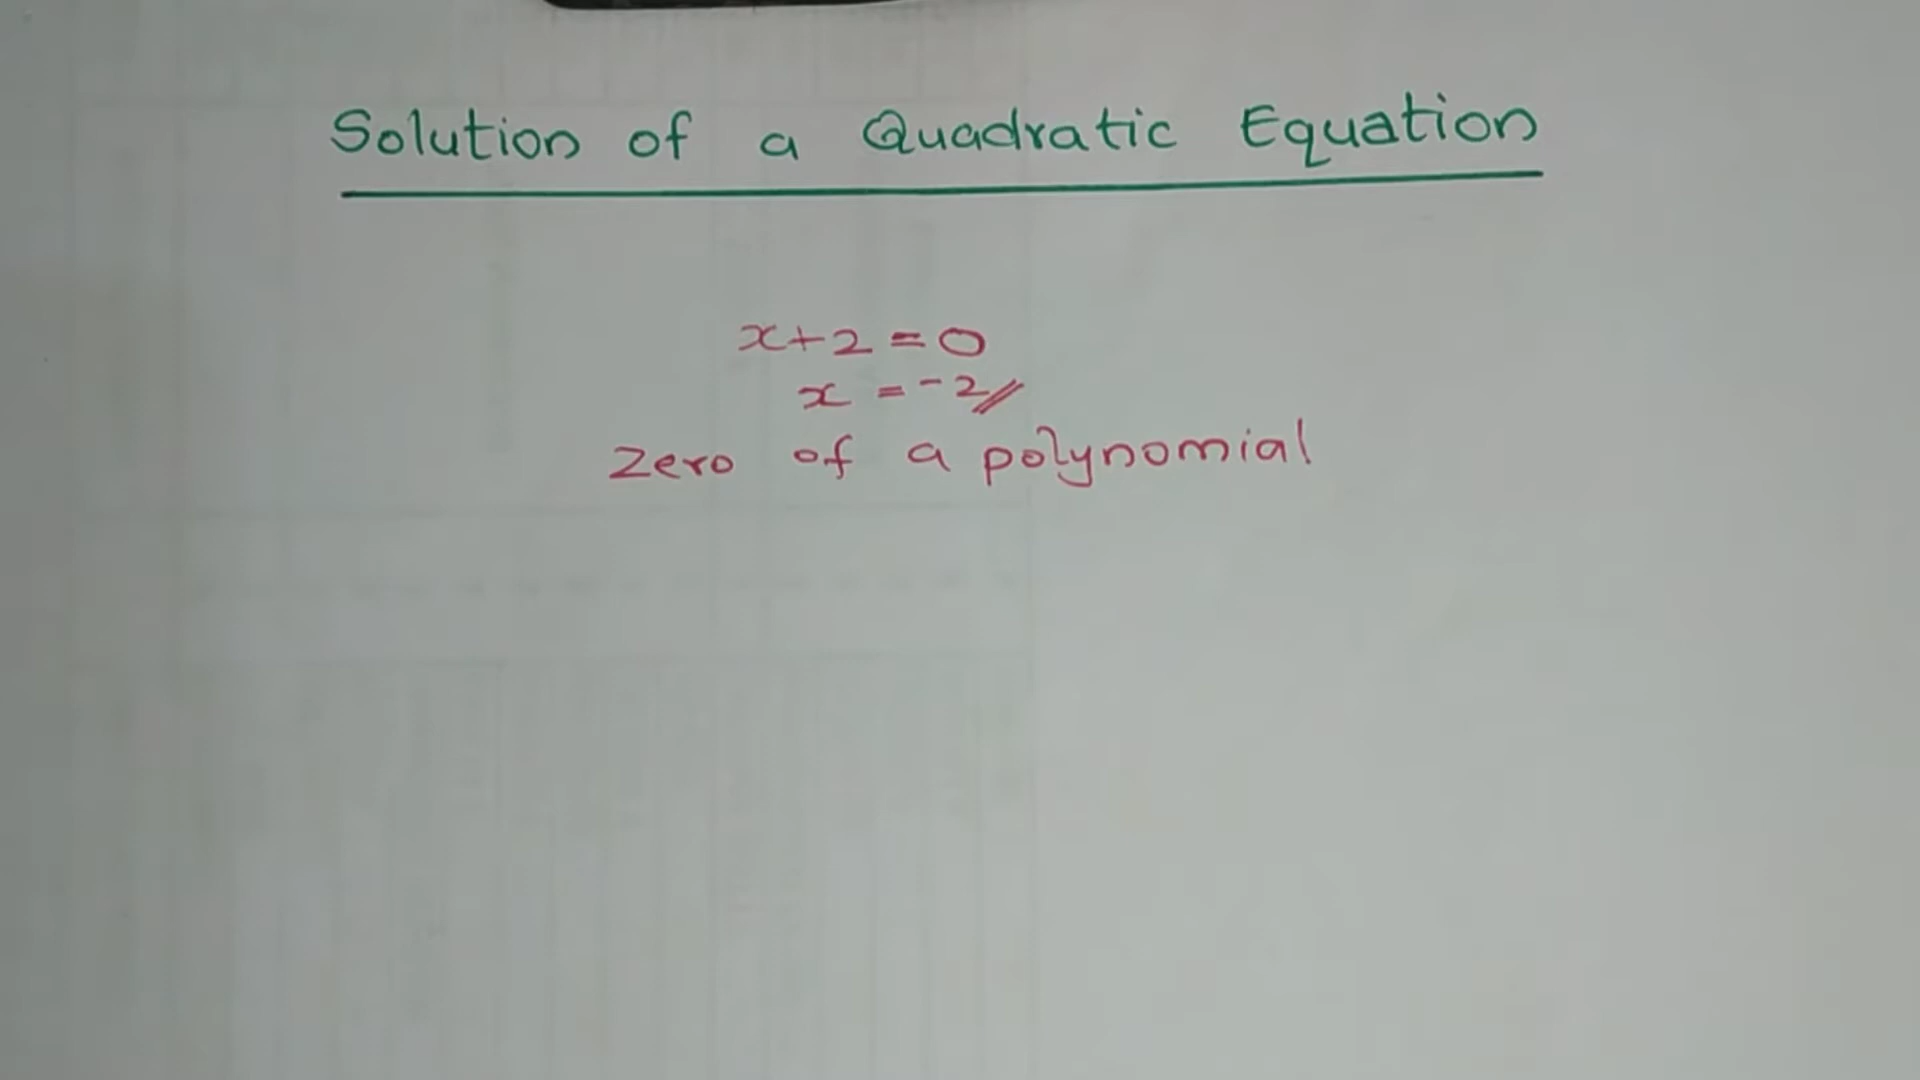 Solution of a Quadratic Equation
x+2=0
x = -2//
Zero of a polynomial